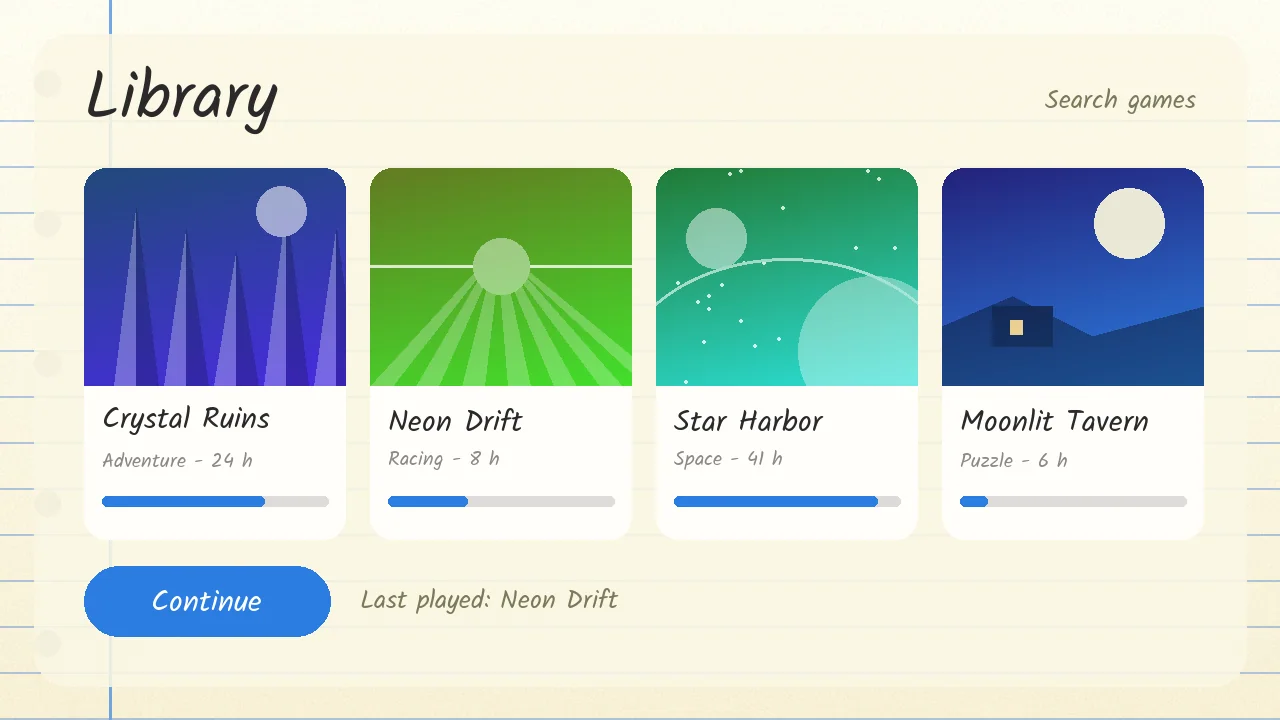 Library
Search games
Crystal Ruins
Adventure - 24 h
Neon Drift
Racing - 8 h
Star Harbor
Space - 41 h
Moonlit Tavern
Puzzle - 6 h
Continue
Last played: Neon Drift